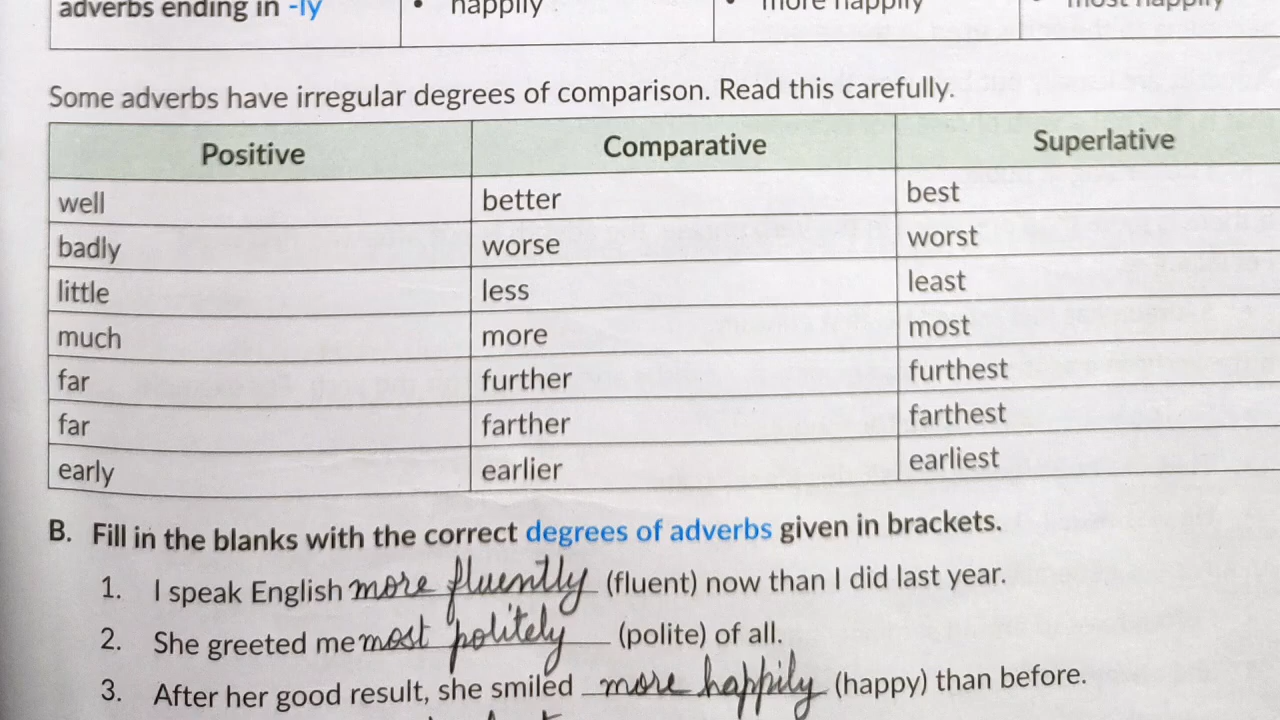 adverbs ending in -ly • happily • more happily • most happily
Some adverbs have irregular degrees of comparison. Read this carefully.
Positive Comparative Superlative
well better best
badly worse worst
little less least
much more most
far further furthest
far farther farthest
early earlier earliest
B. Fill in the blanks with the correct degrees of adverbs given in brackets.
1. I speak English more fluently (fluent) now than I did last year.
2. She greeted me most politely (polite) of all.
3. After her good result, she smiled more happily (happy) than before.